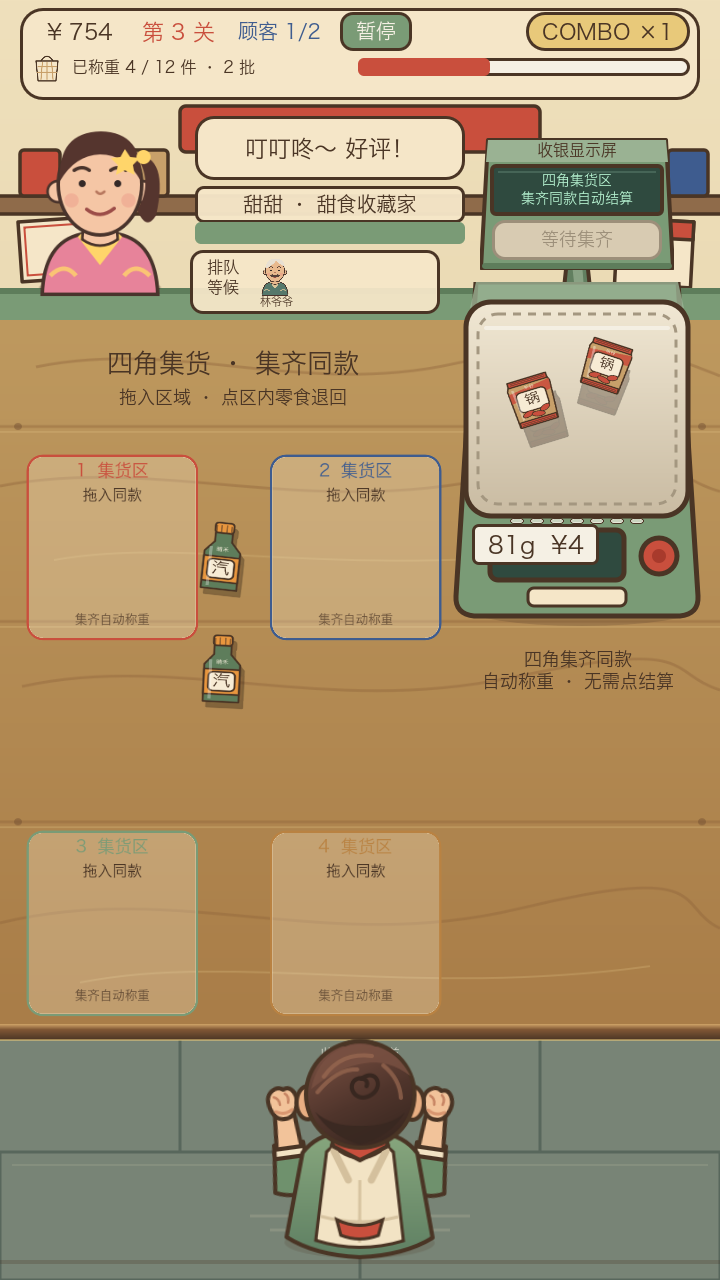 ¥ 754 第 3 关 顾客 1/2 暂停 COMBO ×1
已称重 4 / 12 件 · 2 批
叮叮咚～ 好评！
甜甜 · 甜食收藏家
排队
等候
林爷爷
收银显示屏
四角集货区
集齐同款自动结算
等待集齐
四角集货 · 集齐同款
拖入区域 · 点区内零食退回
锅
锅
1 集货区
拖入同款
集齐自动称重
2 集货区
拖入同款
集齐自动称重
汽
汽
81g ¥4
四角集齐同款
自动称重 · 无需点结算
3 集货区
拖入同款
集齐自动称重
4 集货区
拖入同款
集齐自动称重